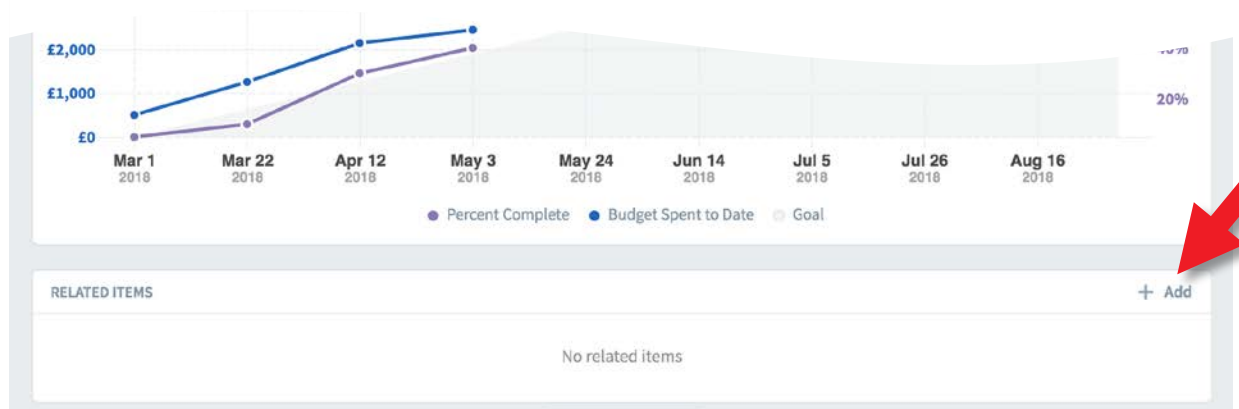 £2,000
£1,000
20%
£0
Mar 1 Mar 22 Apr 12 May 3 May 24 Jun 14 Jul 5 Jul 26 Aug 16
2018 2018 2018 2018 2018 2018 2018 2018 2018
Percent Complete Budget Spent to Date Goal
RELATED ITEMS + Add
No related items